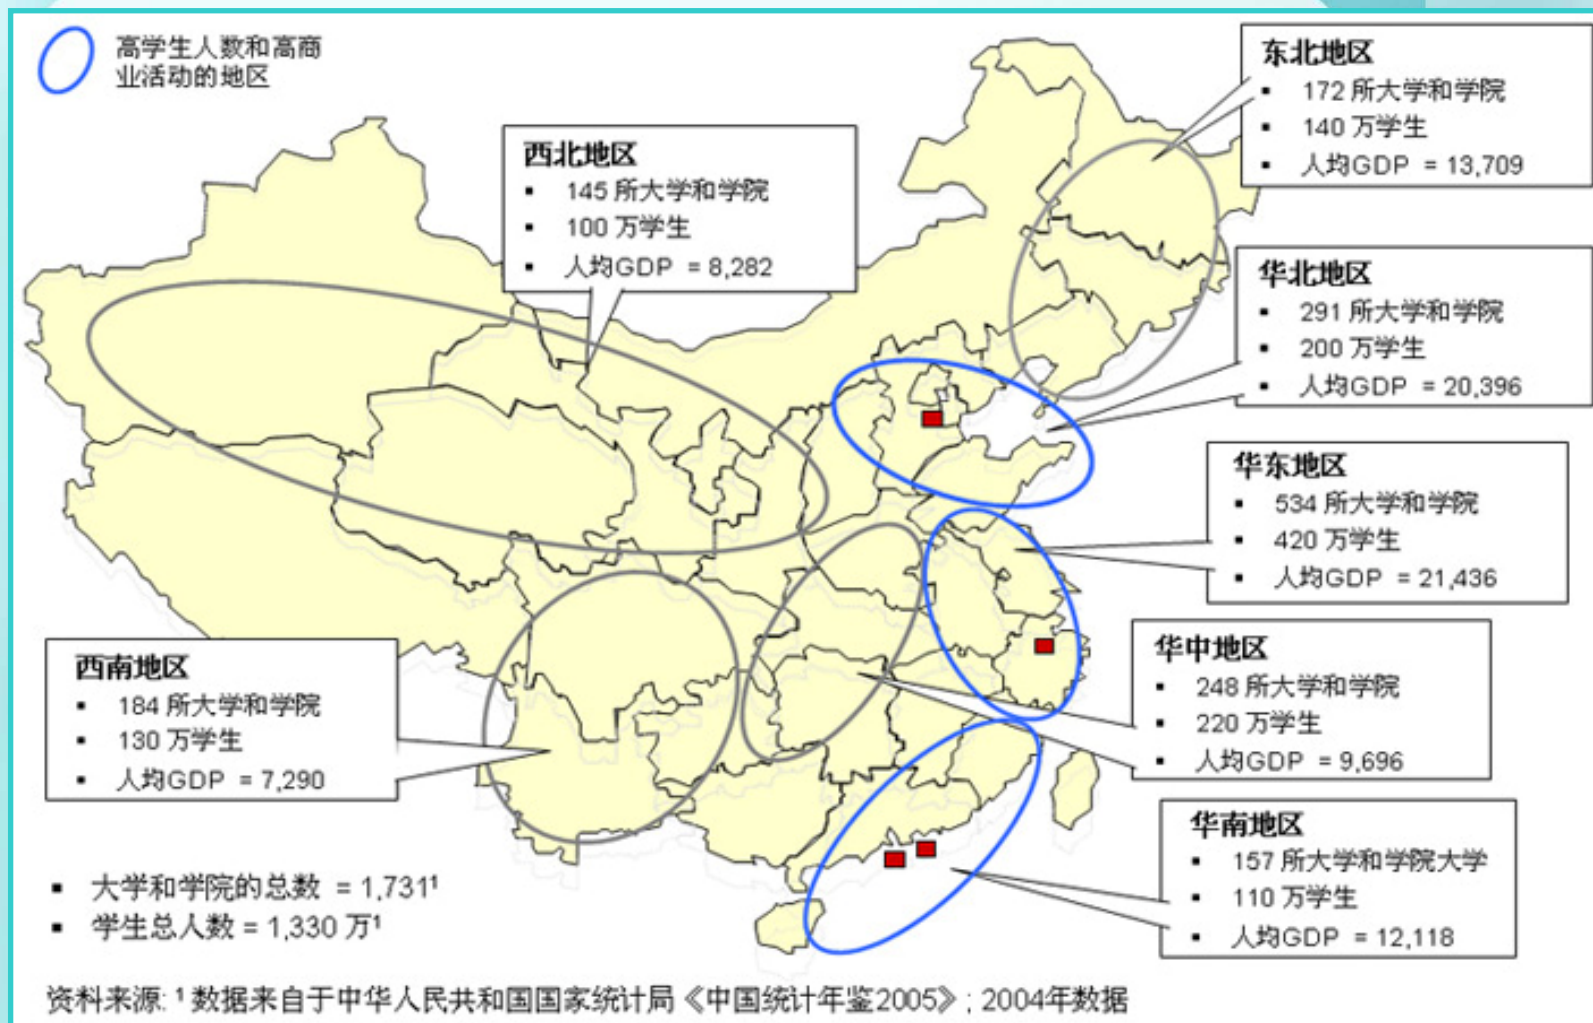 高学生人数和高商
业活动的地区
东北地区
▪ 172 所大学和学院
▪ 140 万学生
▪ 人均GDP = 13,709
西北地区
▪ 145 所大学和学院
▪ 100 万学生
▪ 人均GDP = 8,282
华北地区
▪ 291 所大学和学院
▪ 200 万学生
▪ 人均GDP = 20,396
华东地区
▪ 534 所大学和学院
▪ 420 万学生
▪ 人均GDP = 21,436
西南地区
▪ 184 所大学和学院
▪ 130 万学生
▪ 人均GDP = 7,290
华中地区
▪ 248 所大学和学院
▪ 220 万学生
▪ 人均GDP = 9,696
华南地区
▪ 157 所大学和学院大学
▪ 110 万学生
▪ 人均GDP = 12,118
▪ 大学和学院的总数 = 1,731¹
▪ 学生总人数 = 1,330 万¹
资料来源: ¹ 数据来自于中华人民共和国国家统计局《中国统计年鉴2005》; 2004年数据